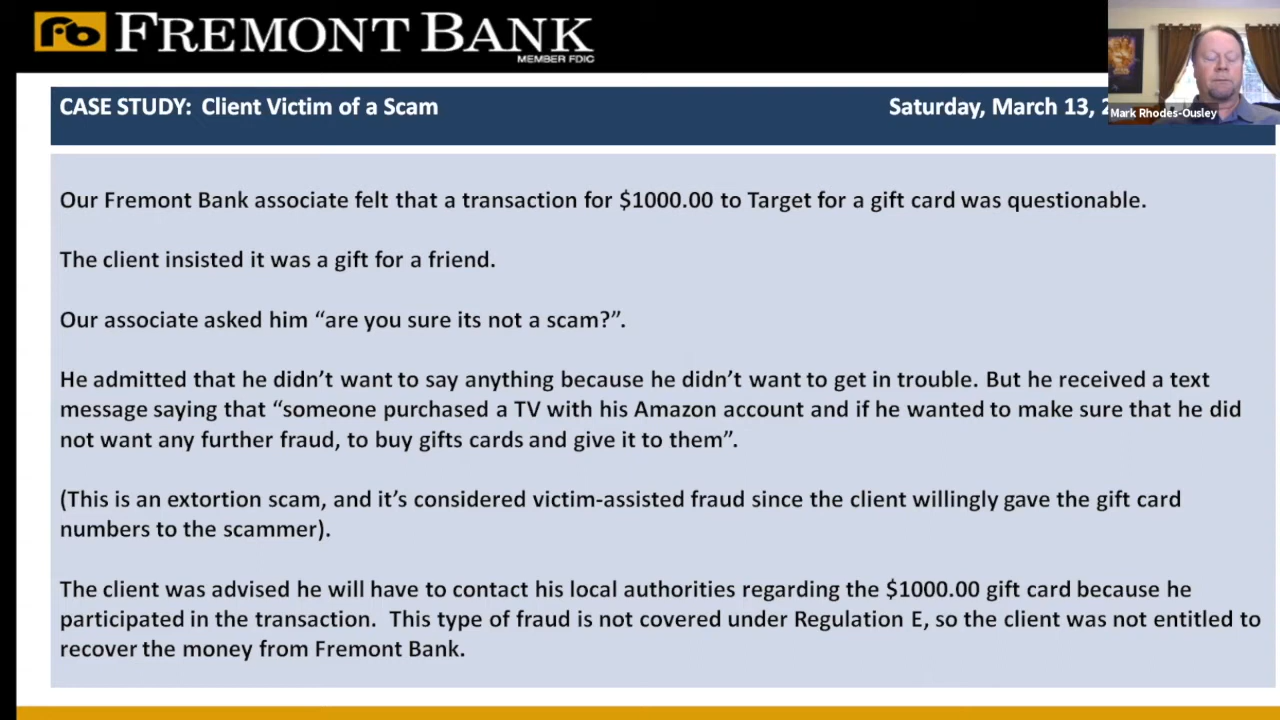 fb FREMONT BANK
MEMBER FDIC
CASE STUDY: Client Victim of a Scam
Saturday, March 13, 2
Mark Rhodes-Ousley
Our Fremont Bank associate felt that a transaction for $1000.00 to Target for a gift card was questionable.
The client insisted it was a gift for a friend.
Our associate asked him “are you sure its not a scam?”.
He admitted that he didn’t want to say anything because he didn’t want to get in trouble. But he received a text
message saying that “someone purchased a TV with his Amazon account and if he wanted to make sure that he did
not want any further fraud, to buy gifts cards and give it to them”.
(This is an extortion scam, and it’s considered victim-assisted fraud since the client willingly gave the gift card
numbers to the scammer).
The client was advised he will have to contact his local authorities regarding the $1000.00 gift card because he
participated in the transaction.  This type of fraud is not covered under Regulation E, so the client was not entitled to
recover the money from Fremont Bank.